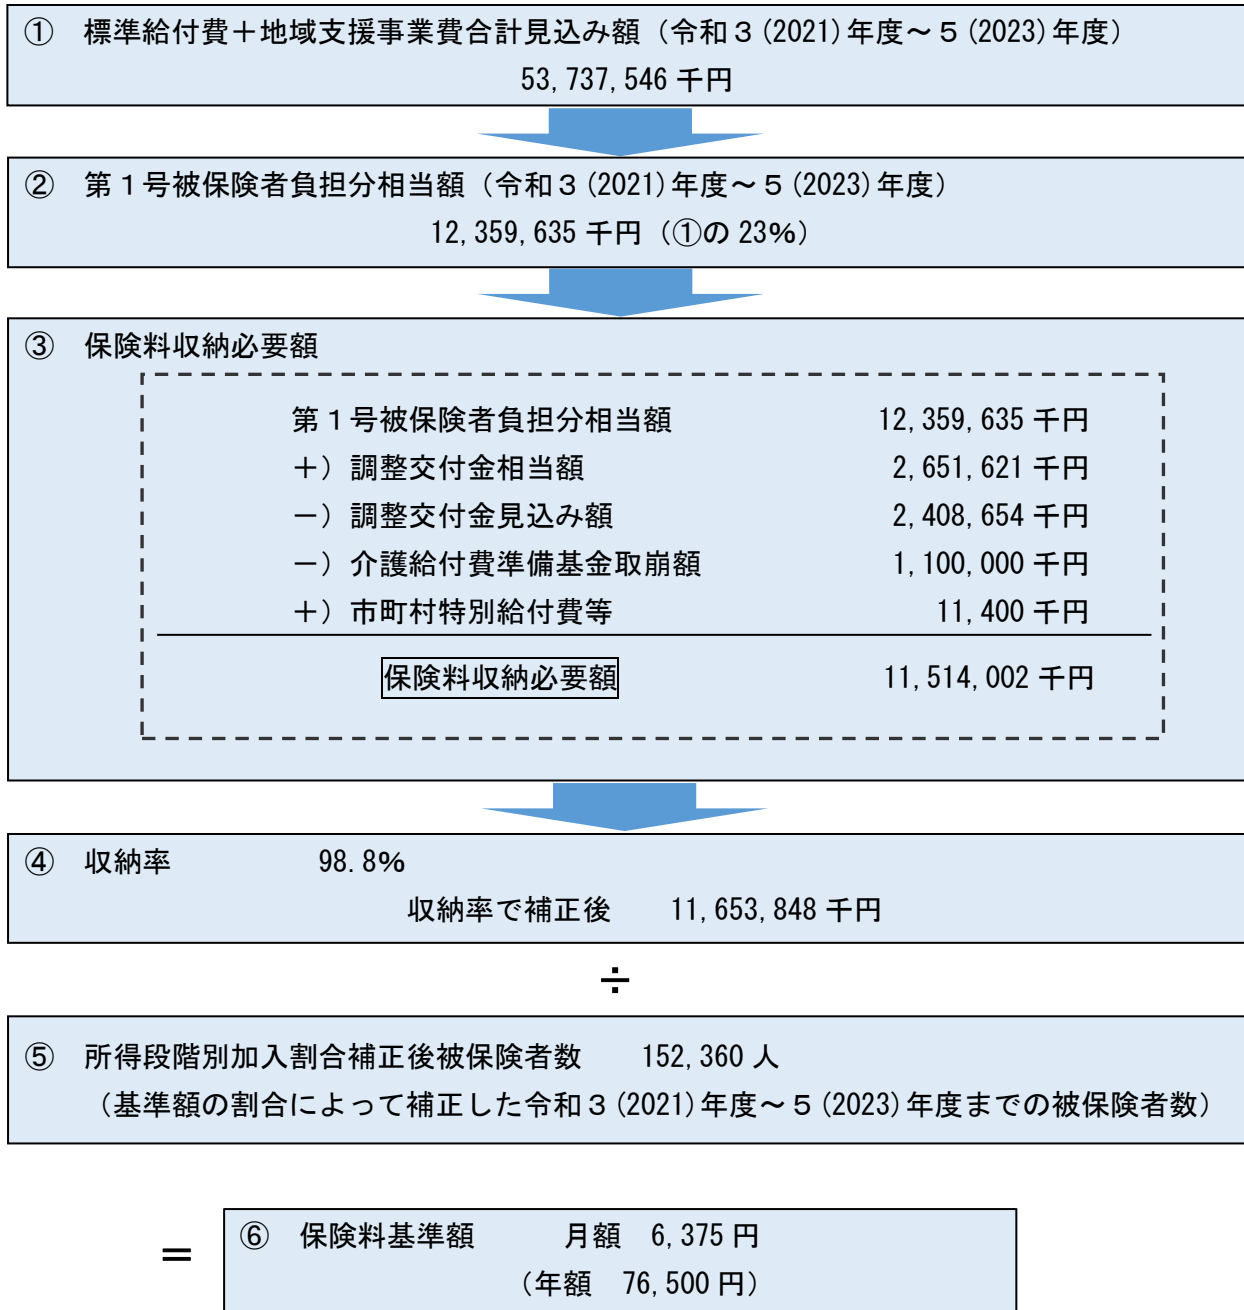 ① 標準給付費＋地域支援事業費合計見込み額（令和３(2021)年度～５(2023)年度）
53,737,546 千円
② 第１号被保険者負担分相当額（令和３(2021)年度～５(2023)年度）
12,359,635 千円（①の 23%）
③ 保険料収納必要額
第１号被保険者負担分相当額 12,359,635 千円
＋）調整交付金相当額 2,651,621 千円
－）調整交付金見込み額 2,408,654 千円
－）介護給付費準備基金取崩額 1,100,000 千円
＋）市町村特別給付費等 11,400 千円
保険料収納必要額 11,514,002 千円
④ 収納率 98.8%
収納率で補正後 11,653,848 千円
÷
⑤ 所得段階別加入割合補正後被保険者数 152,360 人
（基準額の割合によって補正した令和３(2021)年度～５(2023)年度までの被保険者数）
＝
⑥ 保険料基準額 月額 6,375 円
（年額 76,500 円）